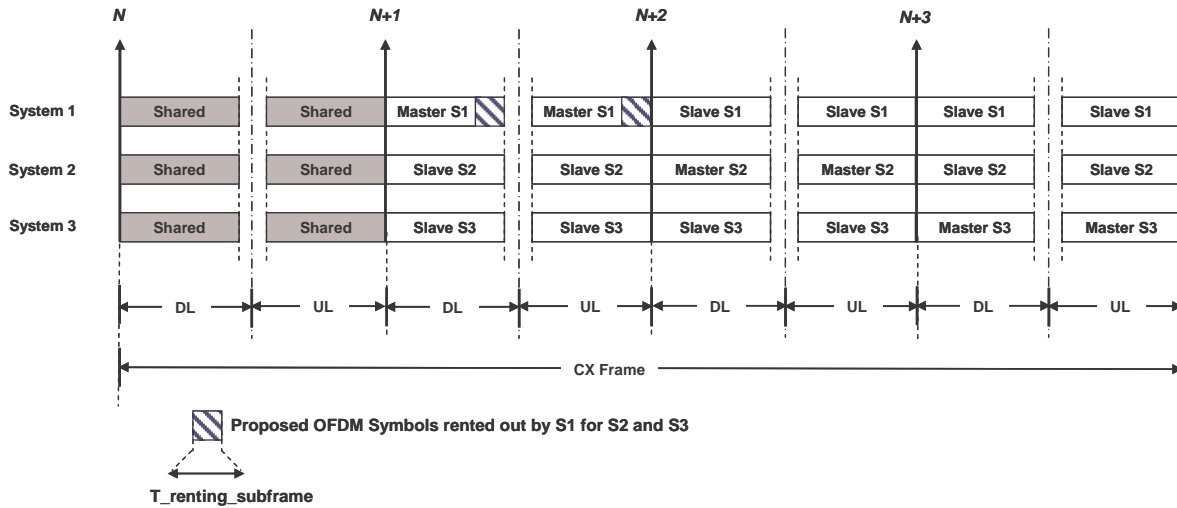 N N+1 N+2 N+3
System 1 Shared Shared Master S1 Master S1 Slave S1 Slave S1 Slave S1 Slave S1
System 2 Shared Shared Slave S2 Slave S2 Master S2 Master S2 Slave S2 Slave S2
System 3 Shared Shared Slave S3 Slave S3 Slave S3 Slave S3 Master S3 Master S3
DL UL DL UL DL UL DL UL
CX Frame
Proposed OFDM Symbols rented out by S1 for S2 and S3
T_renting_subframe